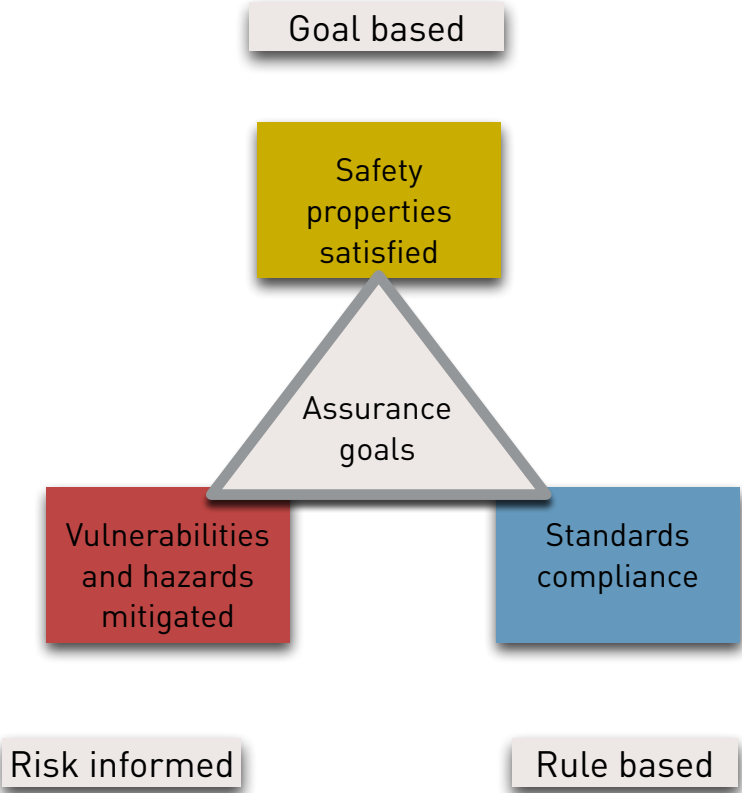 Goal based
Safety
properties
satisfied
Assurance
goals
Vulnerabilities
and hazards
mitigated
Standards
compliance
Risk informed
Rule based